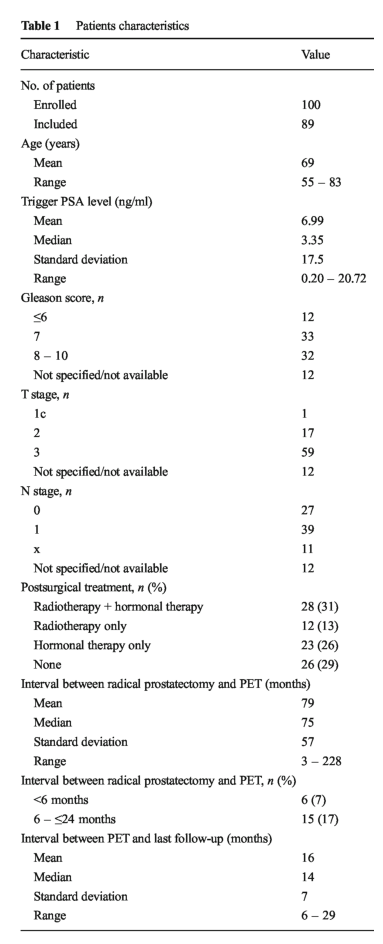 Table 1 Patients characteristics
Characteristic Value
No. of patients
Enrolled 100
Included 89
Age (years)
Mean 69
Range 55 – 83
Trigger PSA level (ng/ml)
Mean 6.99
Median 3.35
Standard deviation 17.5
Range 0.20 – 20.72
Gleason score, n
≤6 12
7 33
8 – 10 32
Not specified/not available 12
T stage, n
1c 1
2 17
3 59
Not specified/not available 12
N stage, n
0 27
1 39
x 11
Not specified/not available 12
Postsurgical treatment, n (%)
Radiotherapy + hormonal therapy 28 (31)
Radiotherapy only 12 (13)
Hormonal therapy only 23 (26)
None 26 (29)
Interval between radical prostatectomy and PET (months)
Mean 79
Median 75
Standard deviation 57
Range 3 – 228
Interval between radical prostatectomy and PET, n (%)
<6 months 6 (7)
6 – ≤24 months 15 (17)
Interval between PET and last follow-up (months)
Mean 16
Median 14
Standard deviation 7
Range 6 – 29